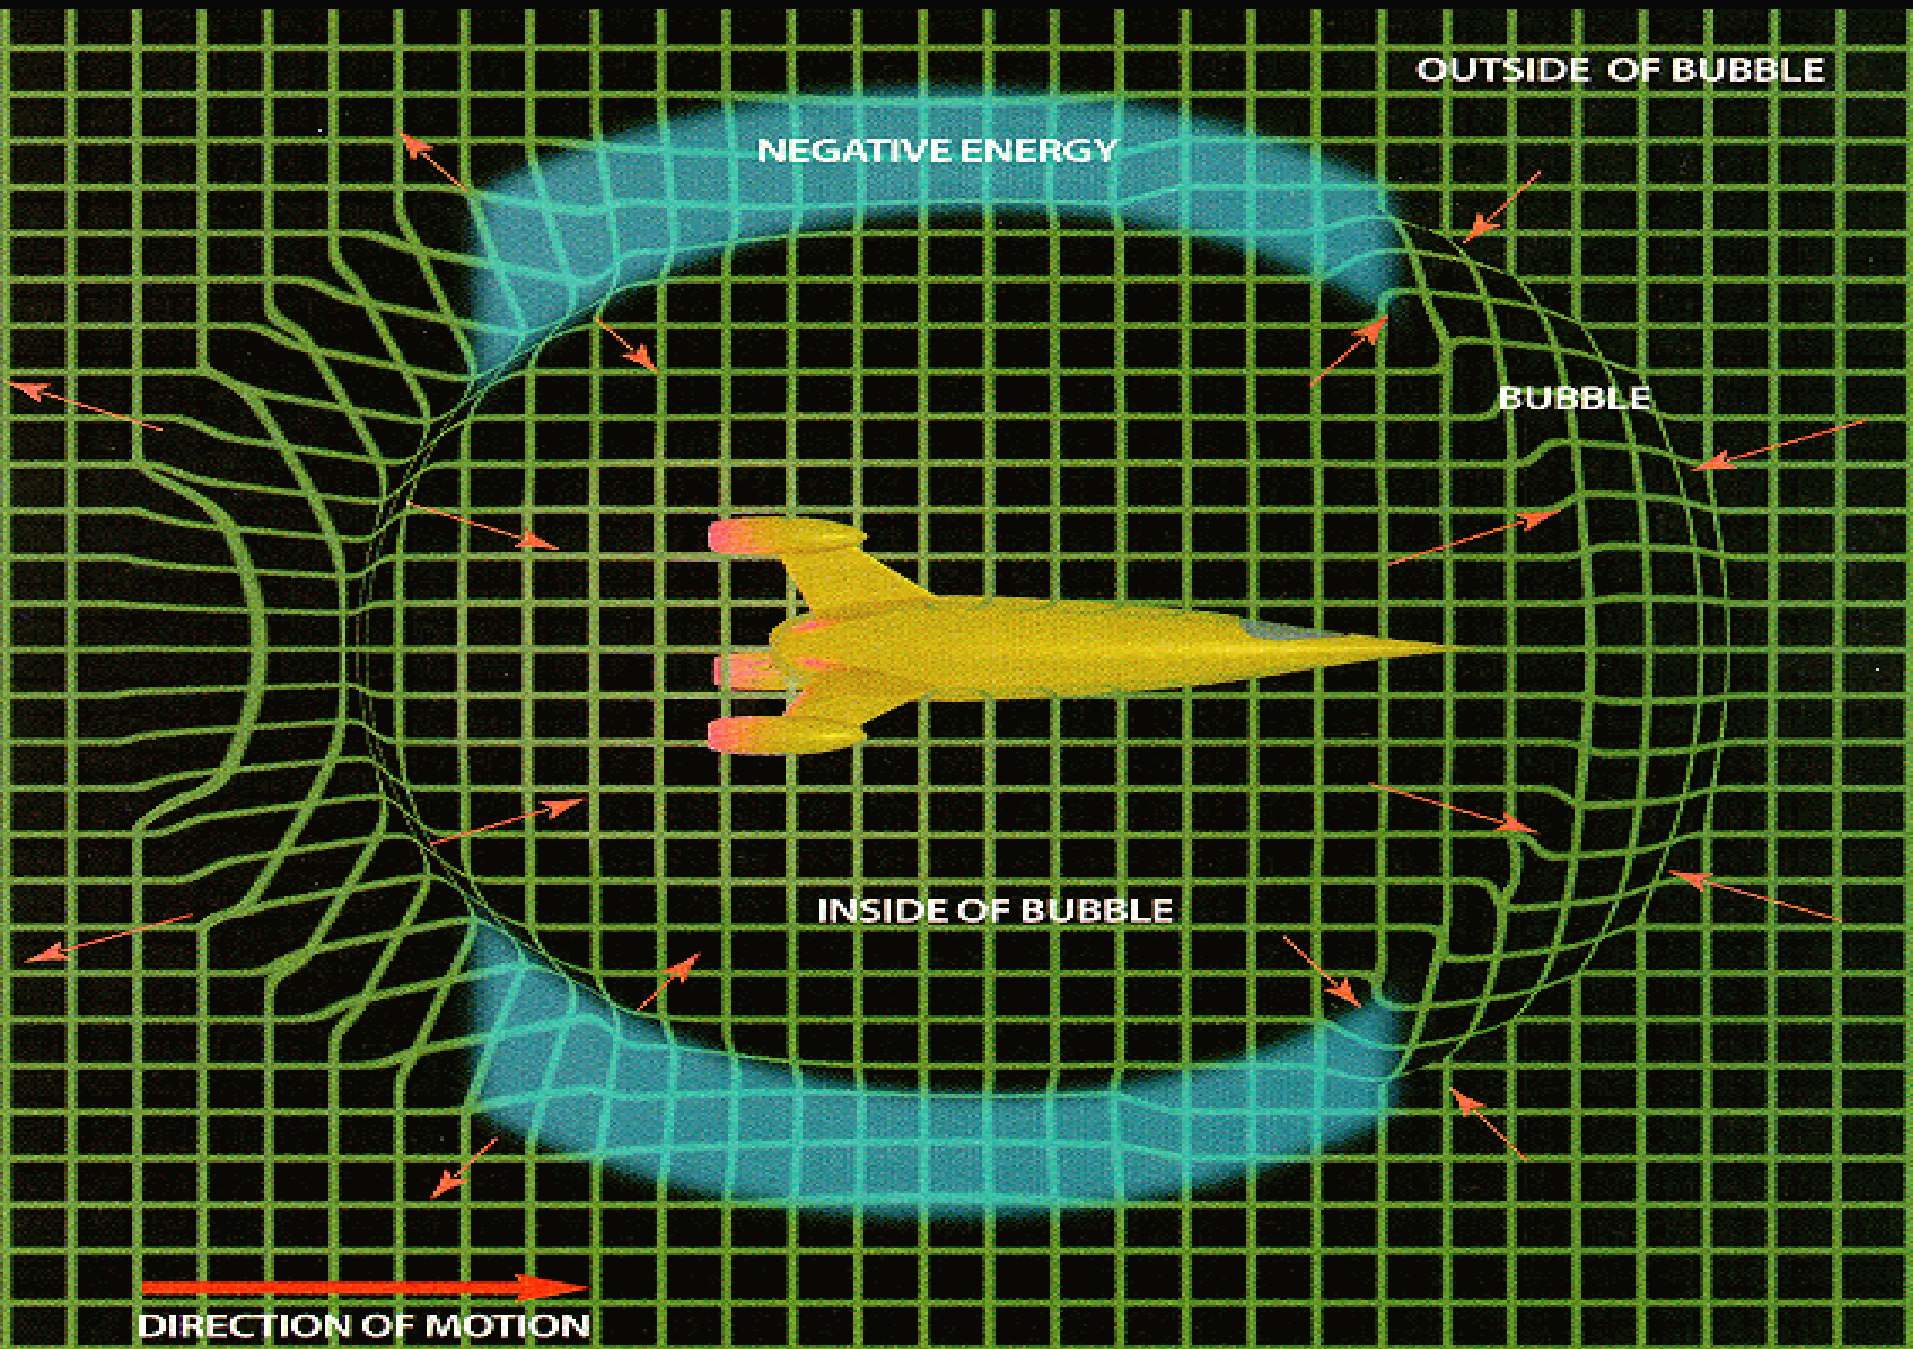 OUTSIDE OF BUBBLE
NEGATIVE ENERGY
BUBBLE
INSIDE OF BUBBLE
DIRECTION OF MOTION